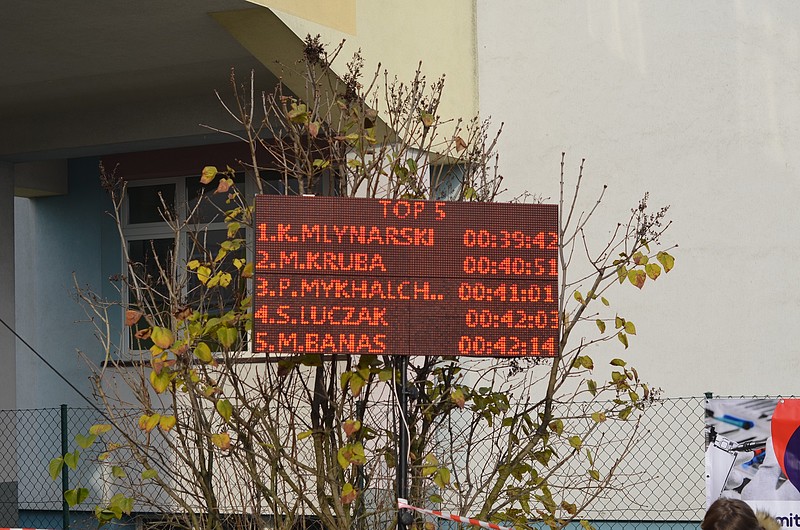 TOP 5
1.K.MLYNARSKI 00:39:42
2.M.KRUBA 00:40:51
3.P.MYKHALCH.. 00:41:01
4.S.LUCZAK 00:42:03
5.M.BANAS 00:42:14